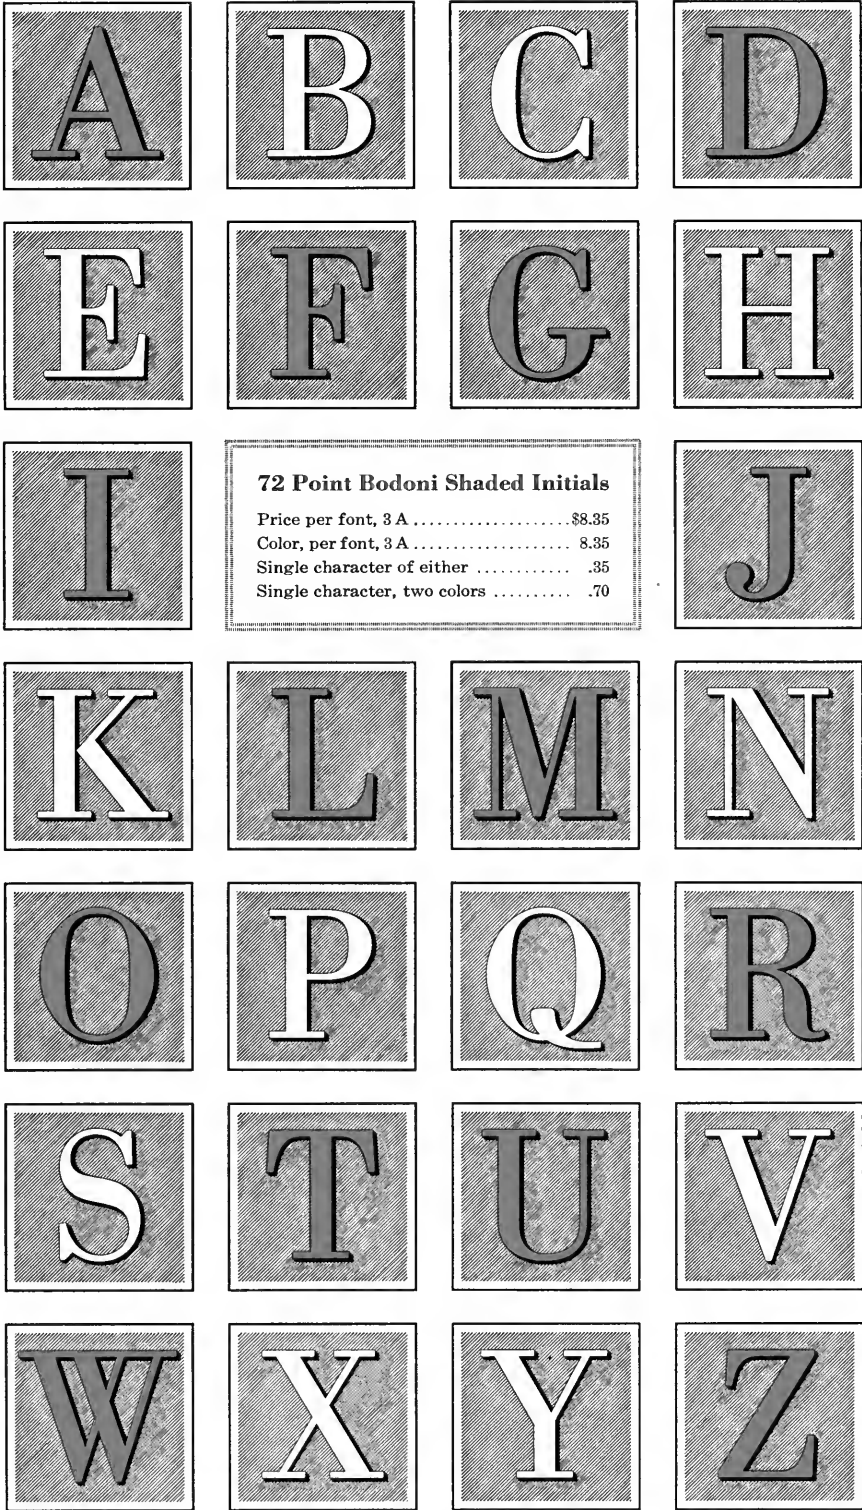 A B C D
E F G H
I
72 Point Bodoni Shaded Initials
Price per font, 3 A ................... $8.35
Color, per font, 3 A ................... 8.35
Single character of either ............ .35
Single character, two colors .......... .70
J
K L M N
O P Q R
S T U V
W X Y Z